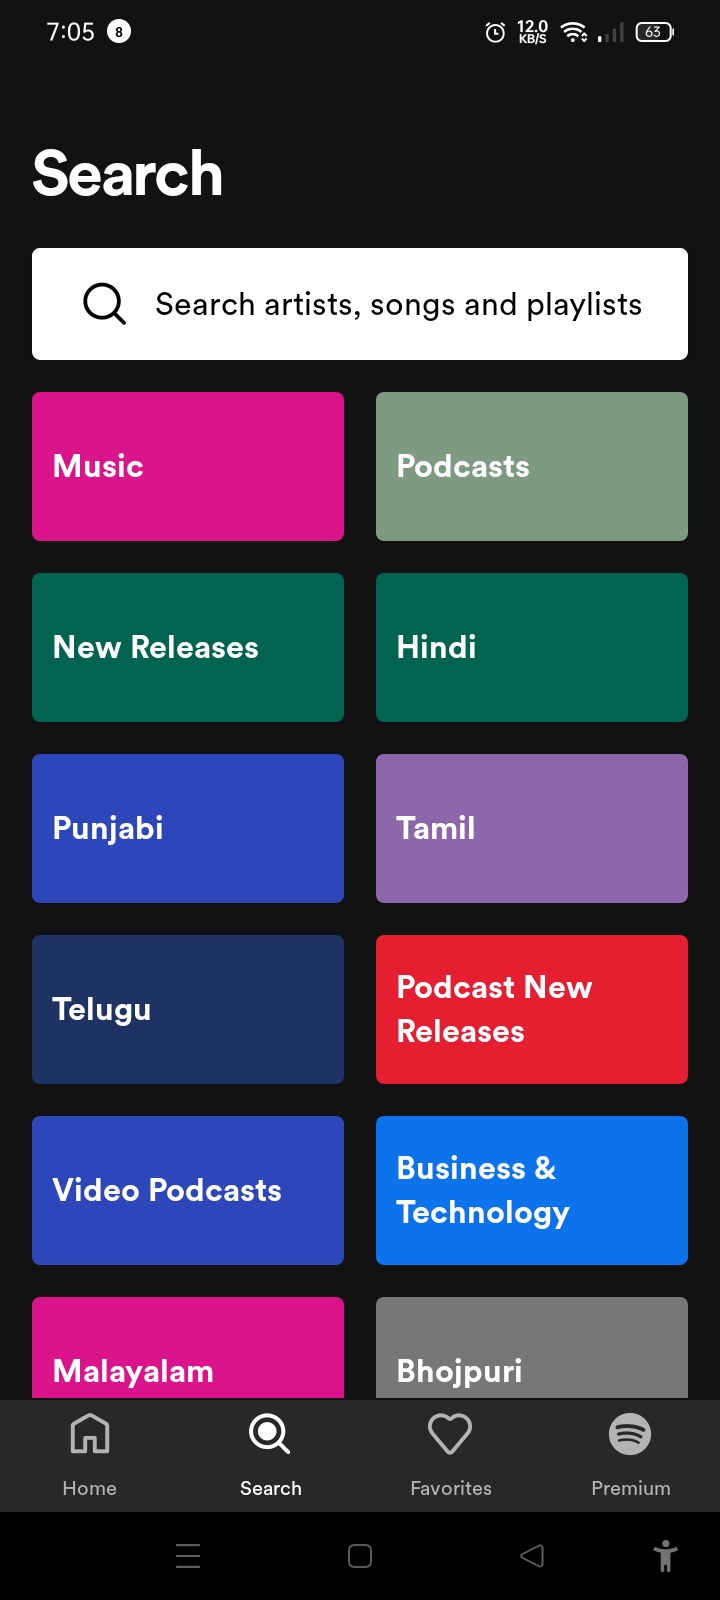 7:05 8 12.0 KB/S 63
Search
Search artists, songs and playlists
Music
Podcasts
New Releases
Hindi
Punjabi
Tamil
Telugu
Podcast New
Releases
Video Podcasts
Business &
Technology
Malayalam
Bhojpuri
Home
Search
Favorites
Premium